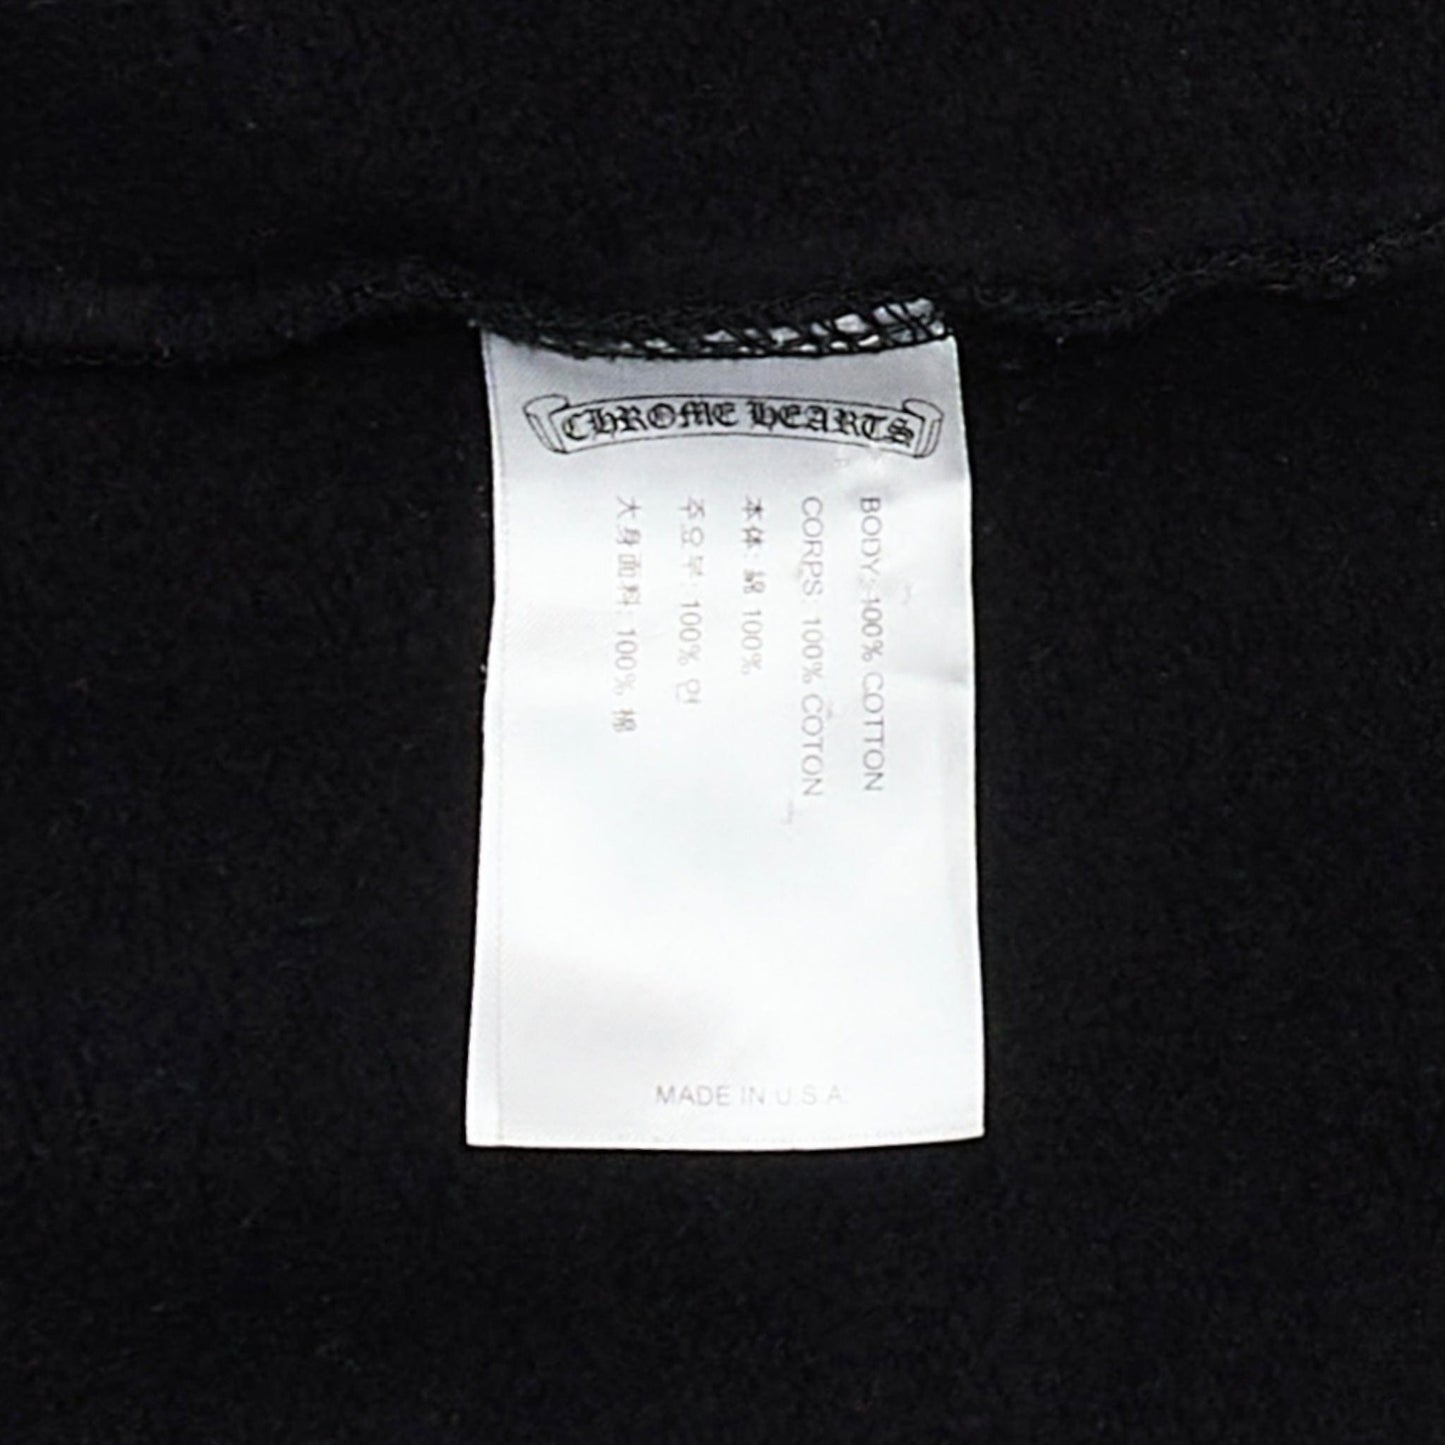 CHROME HEARTS
BODY: 100% COTTON
CORPS: 100% COTON
本体: 綿 100%
주요부: 100% 면
大身面料: 100% 棉
MADE IN U.S.A.